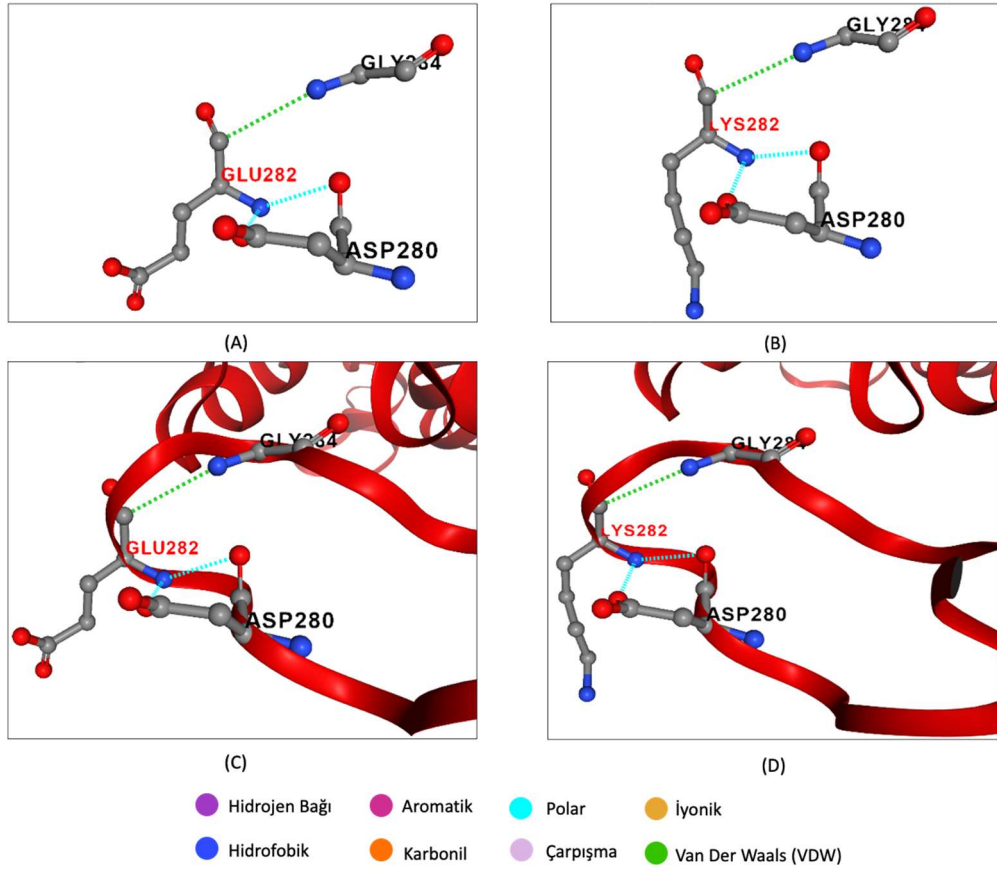 GLY284
GLU282
ASP280
(A)
GLY284
LYS282
ASP280
(B)
GLY284
GLU282
ASP280
(C)
GLY284
LYS282
ASP280
(D)
Hidrojen Bağı Aromatik Polar İyonik
Hidrofobik Karbonil Çarpışma Van Der Waals (VDW)